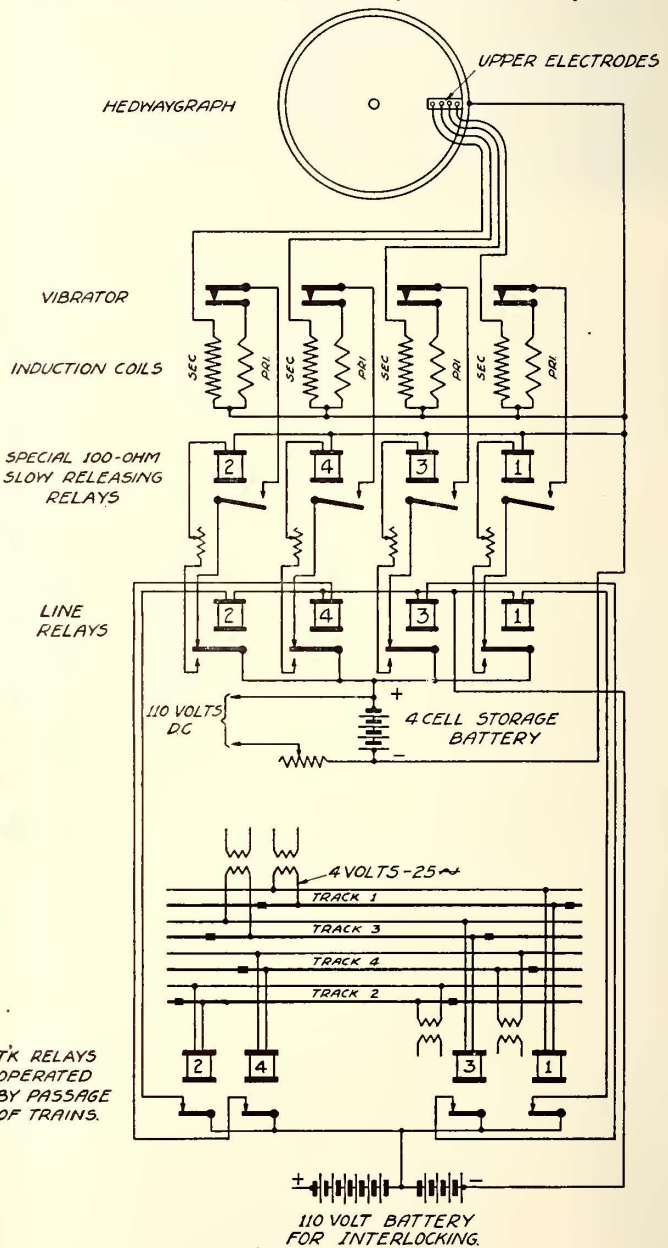 UPPER ELECTRODES
HEDWAYGRAPH
VIBRATOR
INDUCTION COILS
SEC PRI. SEC PRI. SEC PRI. SEC PRI.
SPECIAL 100-OHM
SLOW RELEASING
RELAYS
2 4 3 1
LINE
RELAYS
2 4 3 1
+
110 VOLTS
D.C
4 CELL STORAGE
BATTERY
-
4 VOLTS-25~
TRACK 1
TRACK 3
TRACK 4
TRACK 2
T'K RELAYS
OPERATED
BY PASSAGE
OF TRAINS.
2 4 3 1
+ -
110 VOLT BATTERY
FOR INTERLOCKING.